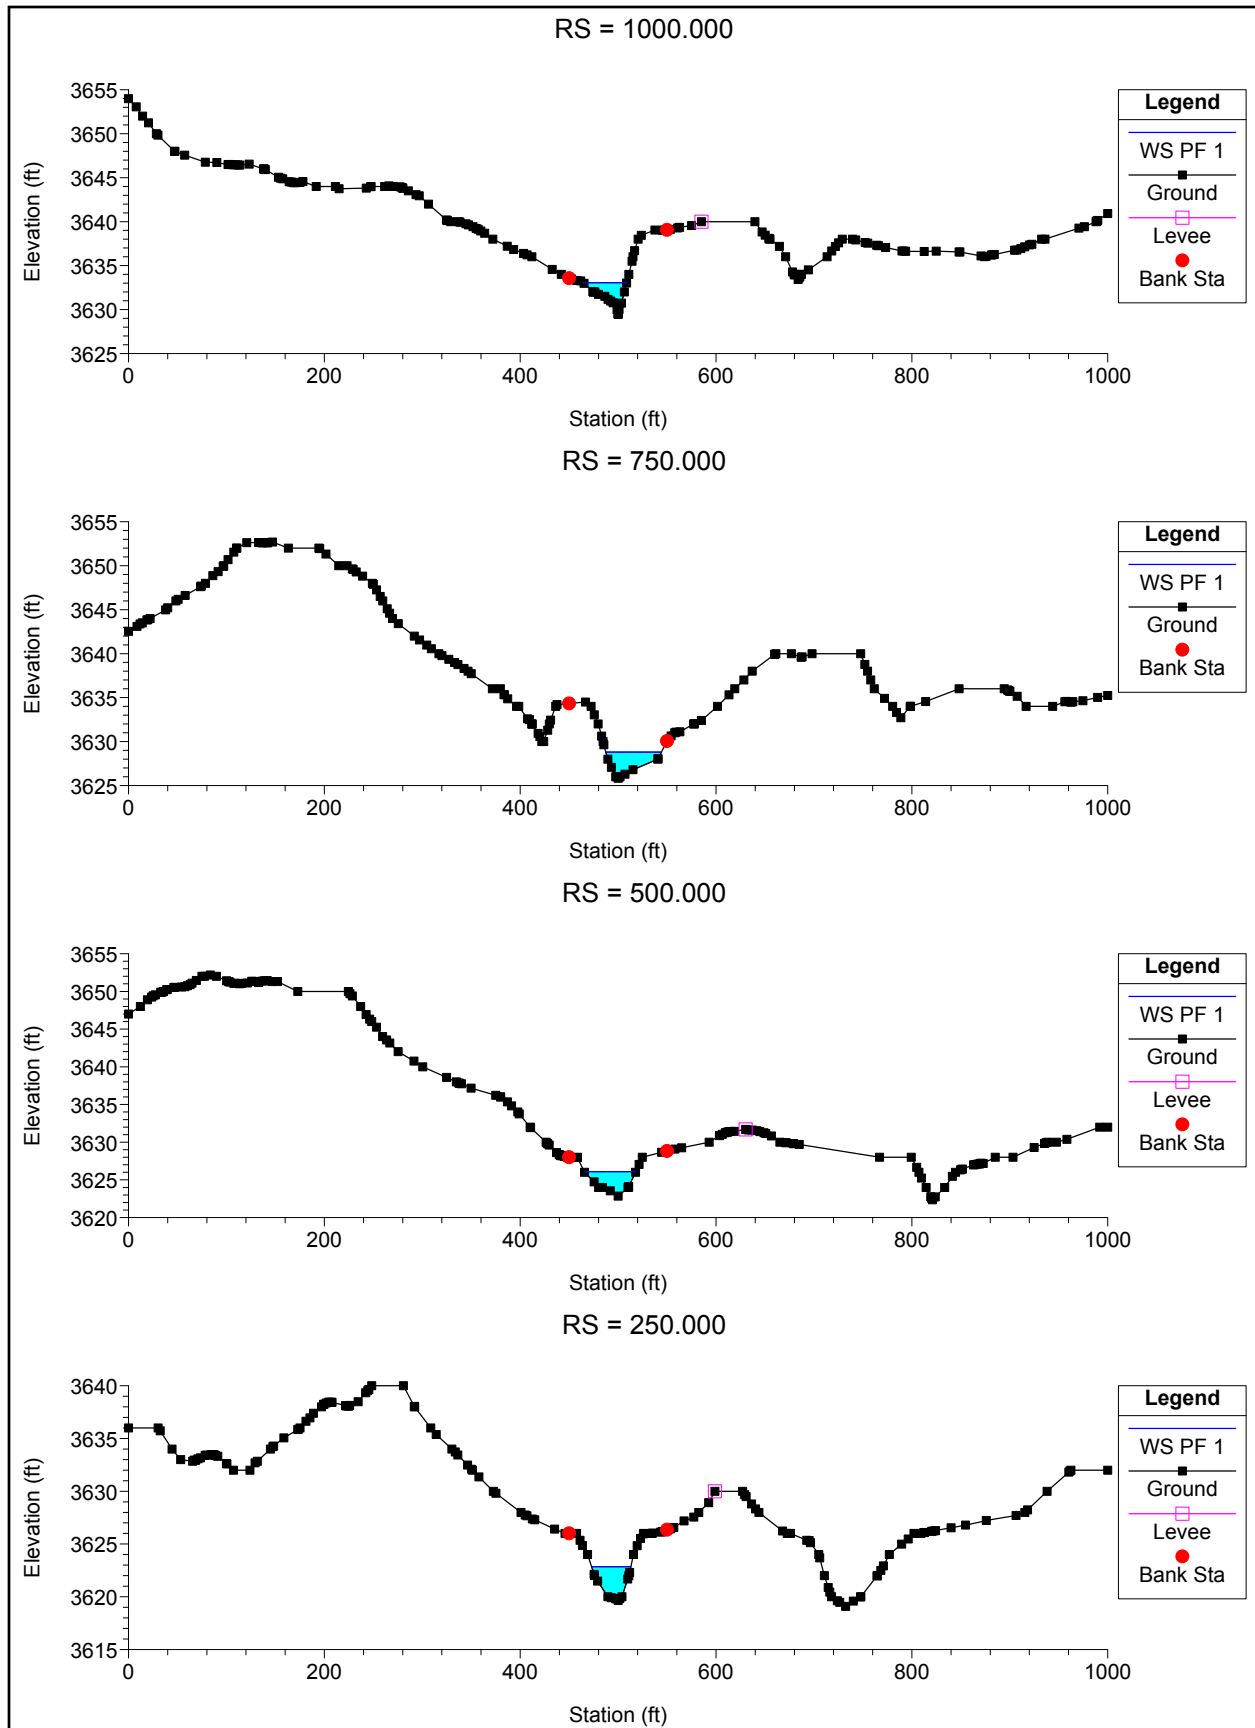 RS = 1000.000
Elevation (ft)
3655
3650
3645
3640
3635
3630
3625
0 200 400 600 800 1000
Station (ft)
Legend
WS PF 1
Ground
Levee
Bank Sta
RS = 750.000
Elevation (ft)
3655
3650
3645
3640
3635
3630
3625
0 200 400 600 800 1000
Station (ft)
Legend
WS PF 1
Ground
Bank Sta
RS = 500.000
Elevation (ft)
3655
3650
3645
3640
3635
3630
3625
3620
0 200 400 600 800 1000
Station (ft)
Legend
WS PF 1
Ground
Levee
Bank Sta
RS = 250.000
Elevation (ft)
3640
3635
3630
3625
3620
3615
0 200 400 600 800 1000
Station (ft)
Legend
WS PF 1
Ground
Levee
Bank Sta